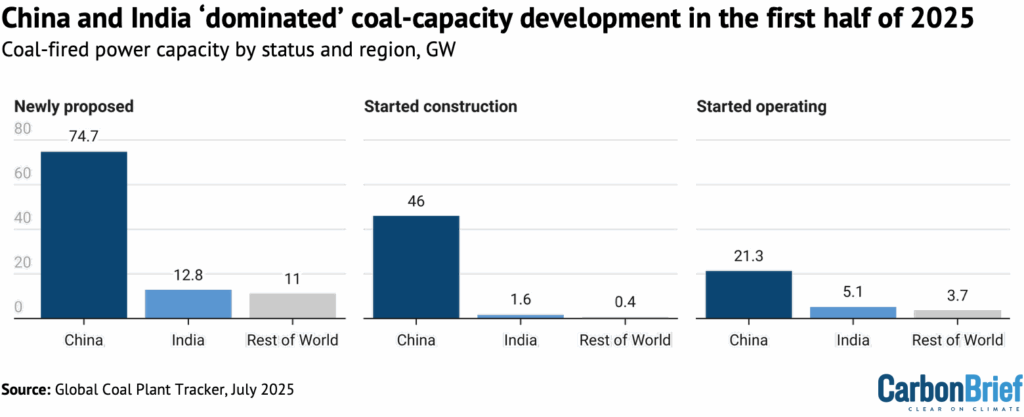 China and India ‘dominated’ coal-capacity development in the first half of 2025
Coal-fired power capacity by status and region, GW
Newly proposed
80
60
40
20
0
74.7
12.8
11
China
India
Rest of World
Started construction
46
1.6
0.4
China
India
Rest of World
Started operating
21.3
5.1
3.7
China
India
Rest of World
Source: Global Coal Plant Tracker, July 2025
CarbonBrief
CLEAR ON CLIMATE